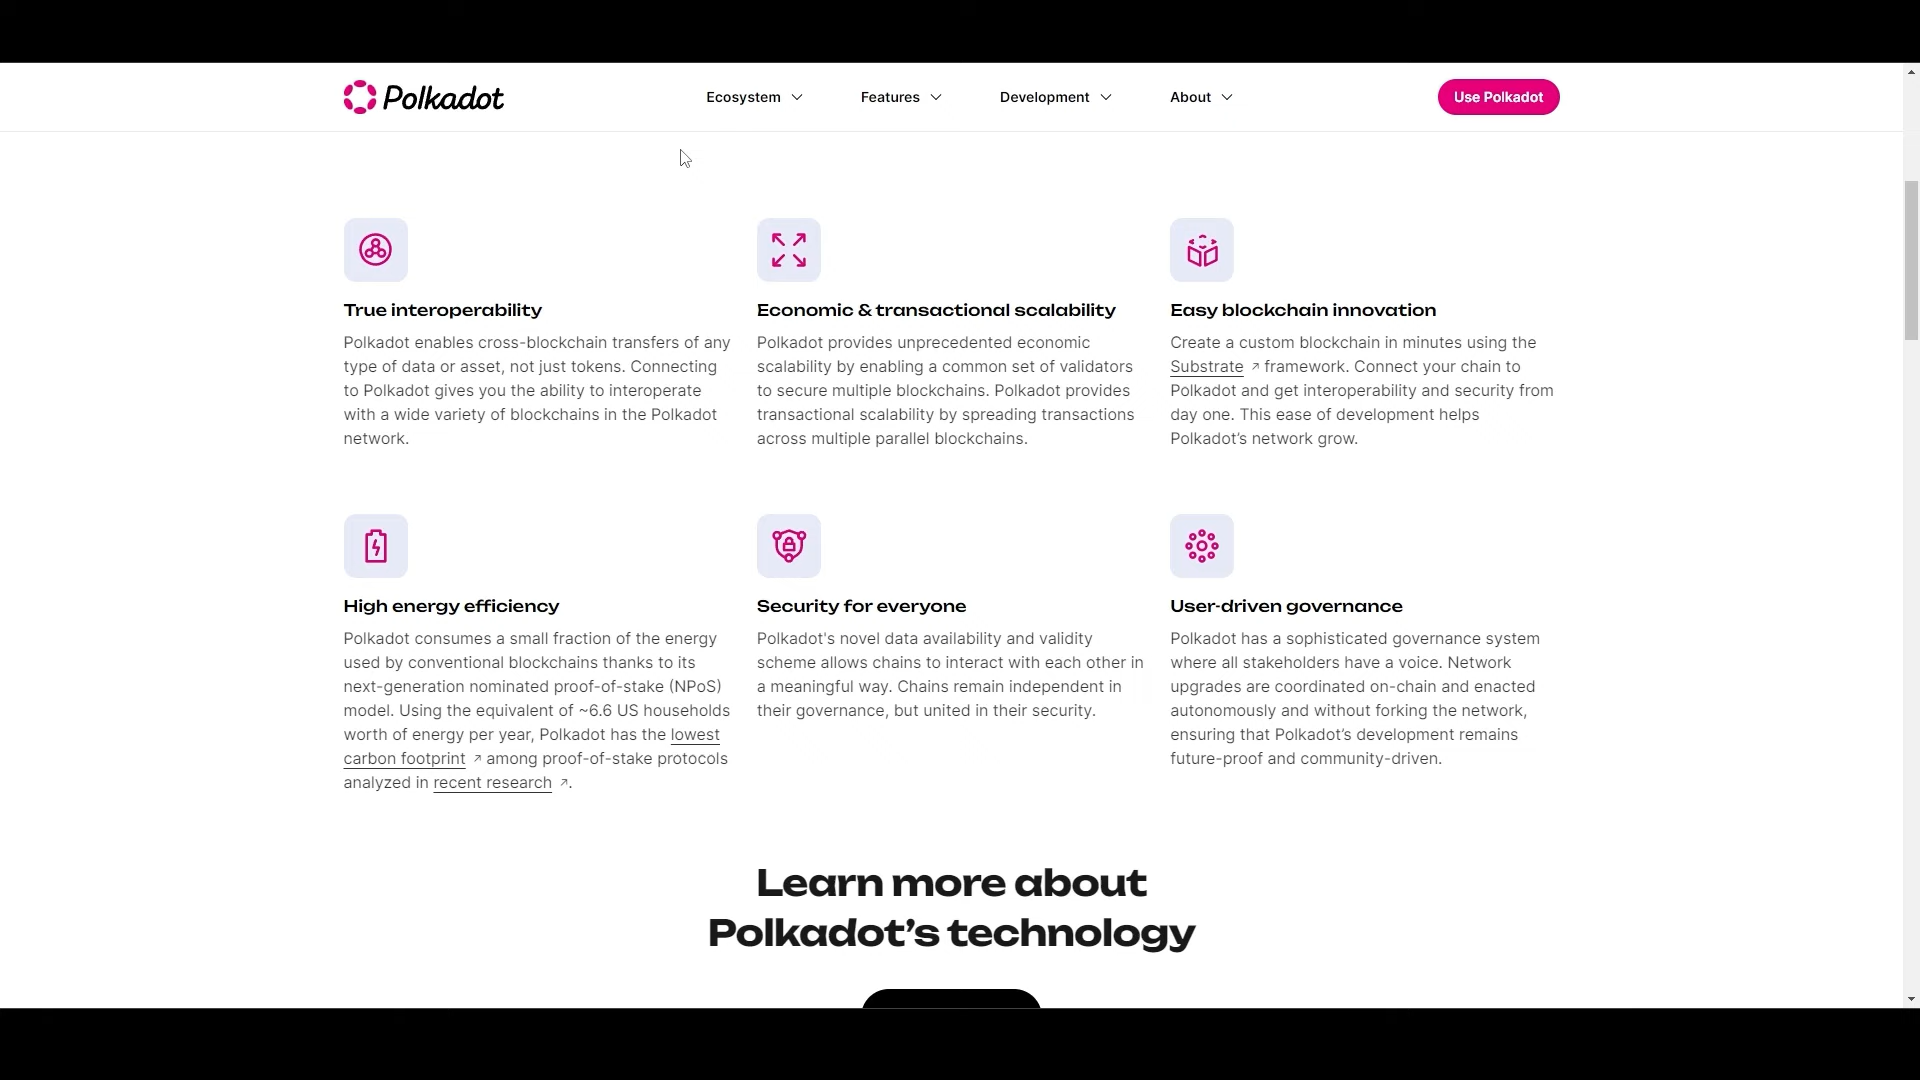 Polkadot
Ecosystem
Features
Development
About
Use Polkadot
True interoperability
Polkadot enables cross-blockchain transfers of any
type of data or asset, not just tokens. Connecting
to Polkadot gives you the ability to interoperate
with a wide variety of blockchains in the Polkadot
network.
Economic & transactional scalability
Polkadot provides unprecedented economic
scalability by enabling a common set of validators
to secure multiple blockchains. Polkadot provides
transactional scalability by spreading transactions
across multiple parallel blockchains.
Easy blockchain innovation
Create a custom blockchain in minutes using the
Substrate ↗ framework. Connect your chain to
Polkadot and get interoperability and security from
day one. This ease of development helps
Polkadot’s network grow.
High energy efficiency
Polkadot consumes a small fraction of the energy
used by conventional blockchains thanks to its
next-generation nominated proof-of-stake (NPoS)
model. Using the equivalent of ~6.6 US households
worth of energy per year, Polkadot has the lowest
carbon footprint ↗ among proof-of-stake protocols
analyzed in recent research ↗.
Security for everyone
Polkadot's novel data availability and validity
scheme allows chains to interact with each other in
a meaningful way. Chains remain independent in
their governance, but united in their security.
User-driven governance
Polkadot has a sophisticated governance system
where all stakeholders have a voice. Network
upgrades are coordinated on-chain and enacted
autonomously and without forking the network,
ensuring that Polkadot’s development remains
future-proof and community-driven.
Learn more about
Polkadot’s technology